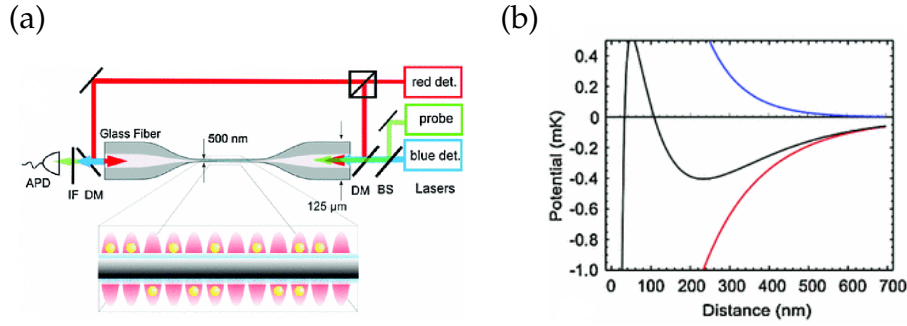 (a)
red det.
probe
blue det.
Lasers
Glass Fiber
500 nm
APD
IF
DM
DM
BS
125 µm
(b)
Potential (mK)
0.4
0.2
0
-0.2
-0.4
-0.6
-0.8
-1.0
0 100 200 300 400 500 600 700
Distance (nm)